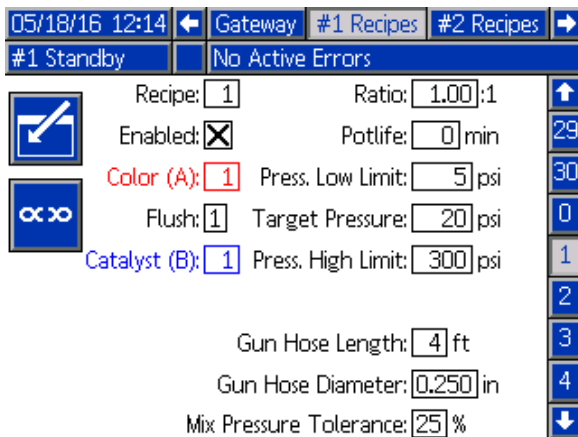 05/18/16 12:14 Gateway #1 Recipes #2 Recipes
#1 Standby No Active Errors
Recipe: 1 Ratio: 1.00 :1
Enabled: Potlife: 0 min
Color (A): 1 Press. Low Limit: 5 psi
Flush: 1 Target Pressure: 20 psi
Catalyst (B): 1 Press. High Limit: 300 psi
Gun Hose Length: 4 ft
Gun Hose Diameter: 0.250 in
Mix Pressure Tolerance: 25 %
29
30
0
1
2
3
4